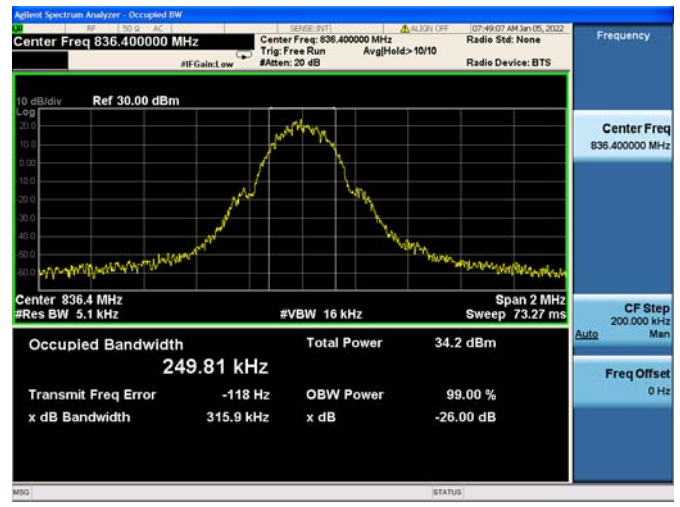 Agilent Spectrum Analyzer - Occupied BW
RF 50 Ω AC SENSE:INT ALIGN OFF 07:49:07 AM Jan 05, 2022
Center Freq 836.400000 MHz
Center Freq: 836.400000 MHz
Radio Std: None
Trig: Free Run Avg|Hold:>10/10
#IFGain:Low
#Atten: 20 dB
Radio Device: BTS
10 dB/div Ref 30.00 dBm
Log
20.0
10.0
0.00
-10.0
-20.0
-30.0
-40.0
-50.0
-60.0
Center 836.4 MHz
Span 2 MHz
#Res BW 5.1 kHz
#VBW 16 kHz
Sweep 73.27 ms
Occupied Bandwidth
Total Power 34.2 dBm
249.81 kHz
Transmit Freq Error -118 Hz
OBW Power 99.00 %
x dB Bandwidth 315.9 kHz
x dB -26.00 dB
MSG
STATUS
Frequency
Center Freq
836.400000 MHz
CF Step
200.000 kHz
Auto Man
Freq Offset
0 Hz